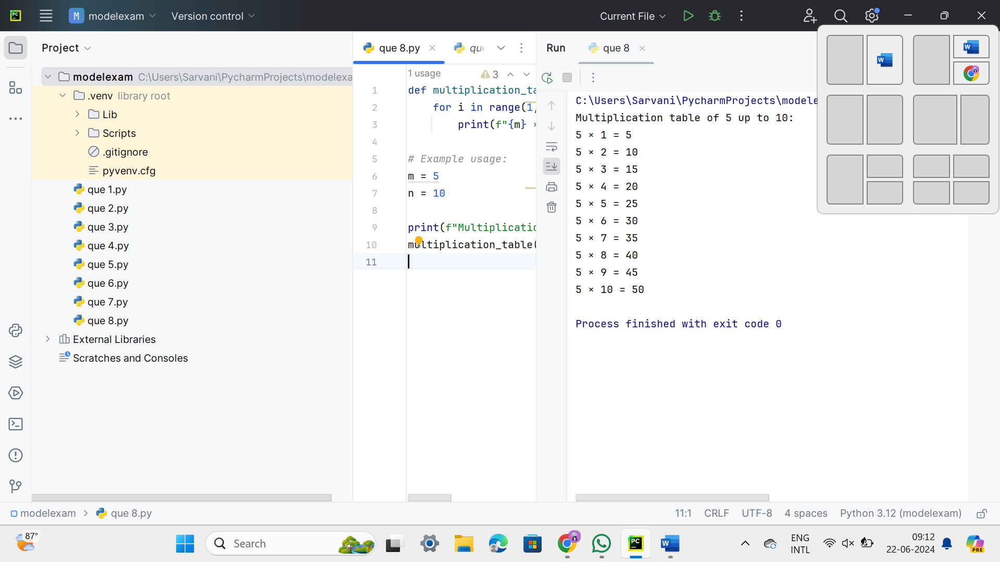 PC
M modelexam
Version control
Current File
Project
que 8.py
Run
que 8
modelexam C:\Users\Sarvani\PycharmProjects\modelexa
.venv library root
Lib
Scripts
.gitignore
pyvenv.cfg
que 1.py
que 2.py
que 3.py
que 4.py
que 5.py
que 6.py
que 7.py
que 8.py
External Libraries
Scratches and Consoles
1 usage
3
1 def multiplication_ta
2 for i in range(1,
3 print(f"{m} ×
4
5 # Example usage:
6 m = 5
7 n = 10
8
9 print(f"Multiplicatio
10 multiplication_table(
11
C:\Users\Sarvani\PycharmProjects\modele
Multiplication table of 5 up to 10:
5 × 1 = 5
5 × 2 = 10
5 × 3 = 15
5 × 4 = 20
5 × 5 = 25
5 × 6 = 30
5 × 7 = 35
5 × 8 = 40
5 × 9 = 45
5 × 10 = 50
Process finished with exit code 0
W
W
modelexam
que 8.py
11:1
CRLF
UTF-8
4 spaces
Python 3.12 (modelexam)
87°
Search
PC
W
ENG
INTL
09:12
22-06-2024
PRE